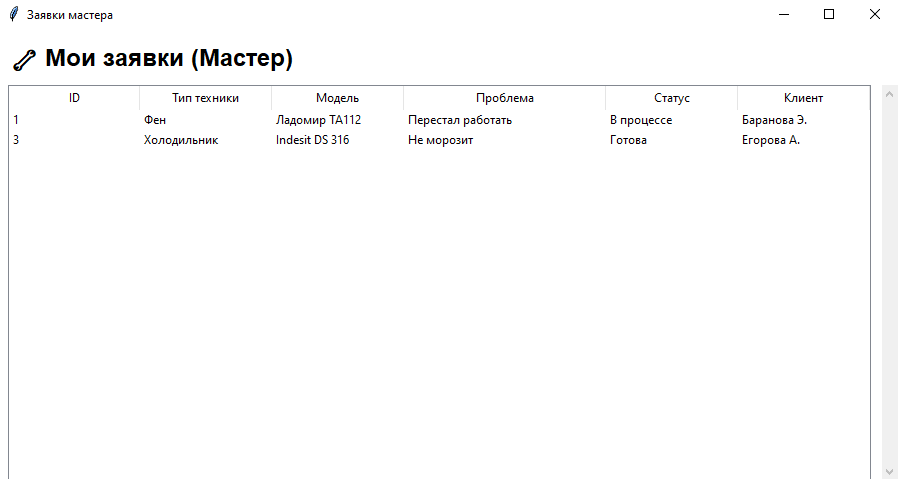 Заявки мастера
Мои заявки (Мастер)
ID Тип техники Модель Проблема Статус Клиент
1 Фен Ладомир ТА112 Перестал работать В процессе Баранова Э.
3 Холодильник Indesit DS 316 Не морозит Готова Егорова А.